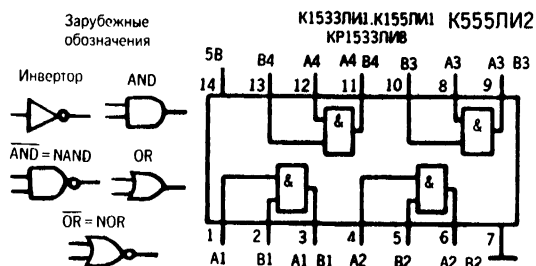 Зарубежные
обозначения
Инвертор
AND
AND = NAND
OR
OR = NOR
К1533ЛИ1.К155ЛИ1 К555ЛИ2
КР1533ЛИ8
5В B4 A4 A4 B4 B3 A3 A3 B3
14 13 12 11 10 8 9
& &
& &
1 2 3 4 5 6 7
A1 B1 A1 B1 A2 B2 A2 B2